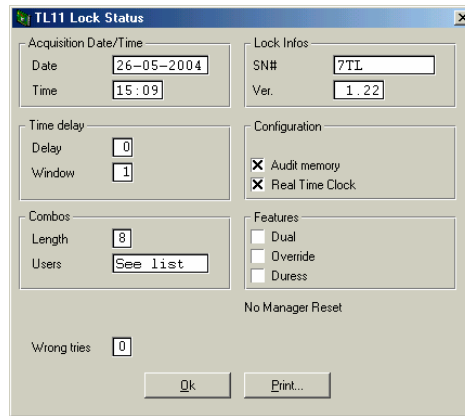 TL11 Lock Status
Acquisition Date/Time
Date 26-05-2004
Time 15:09
Lock Infos
SN# 7TL
Ver. 1.22
Time delay
Delay 0
Window 1
Configuration
Audit memory
Real Time Clock
Combos
Length 8
Users See list
Features
Dual
Override
Duress
No Manager Reset
Wrong tries 0
Ok
Print...